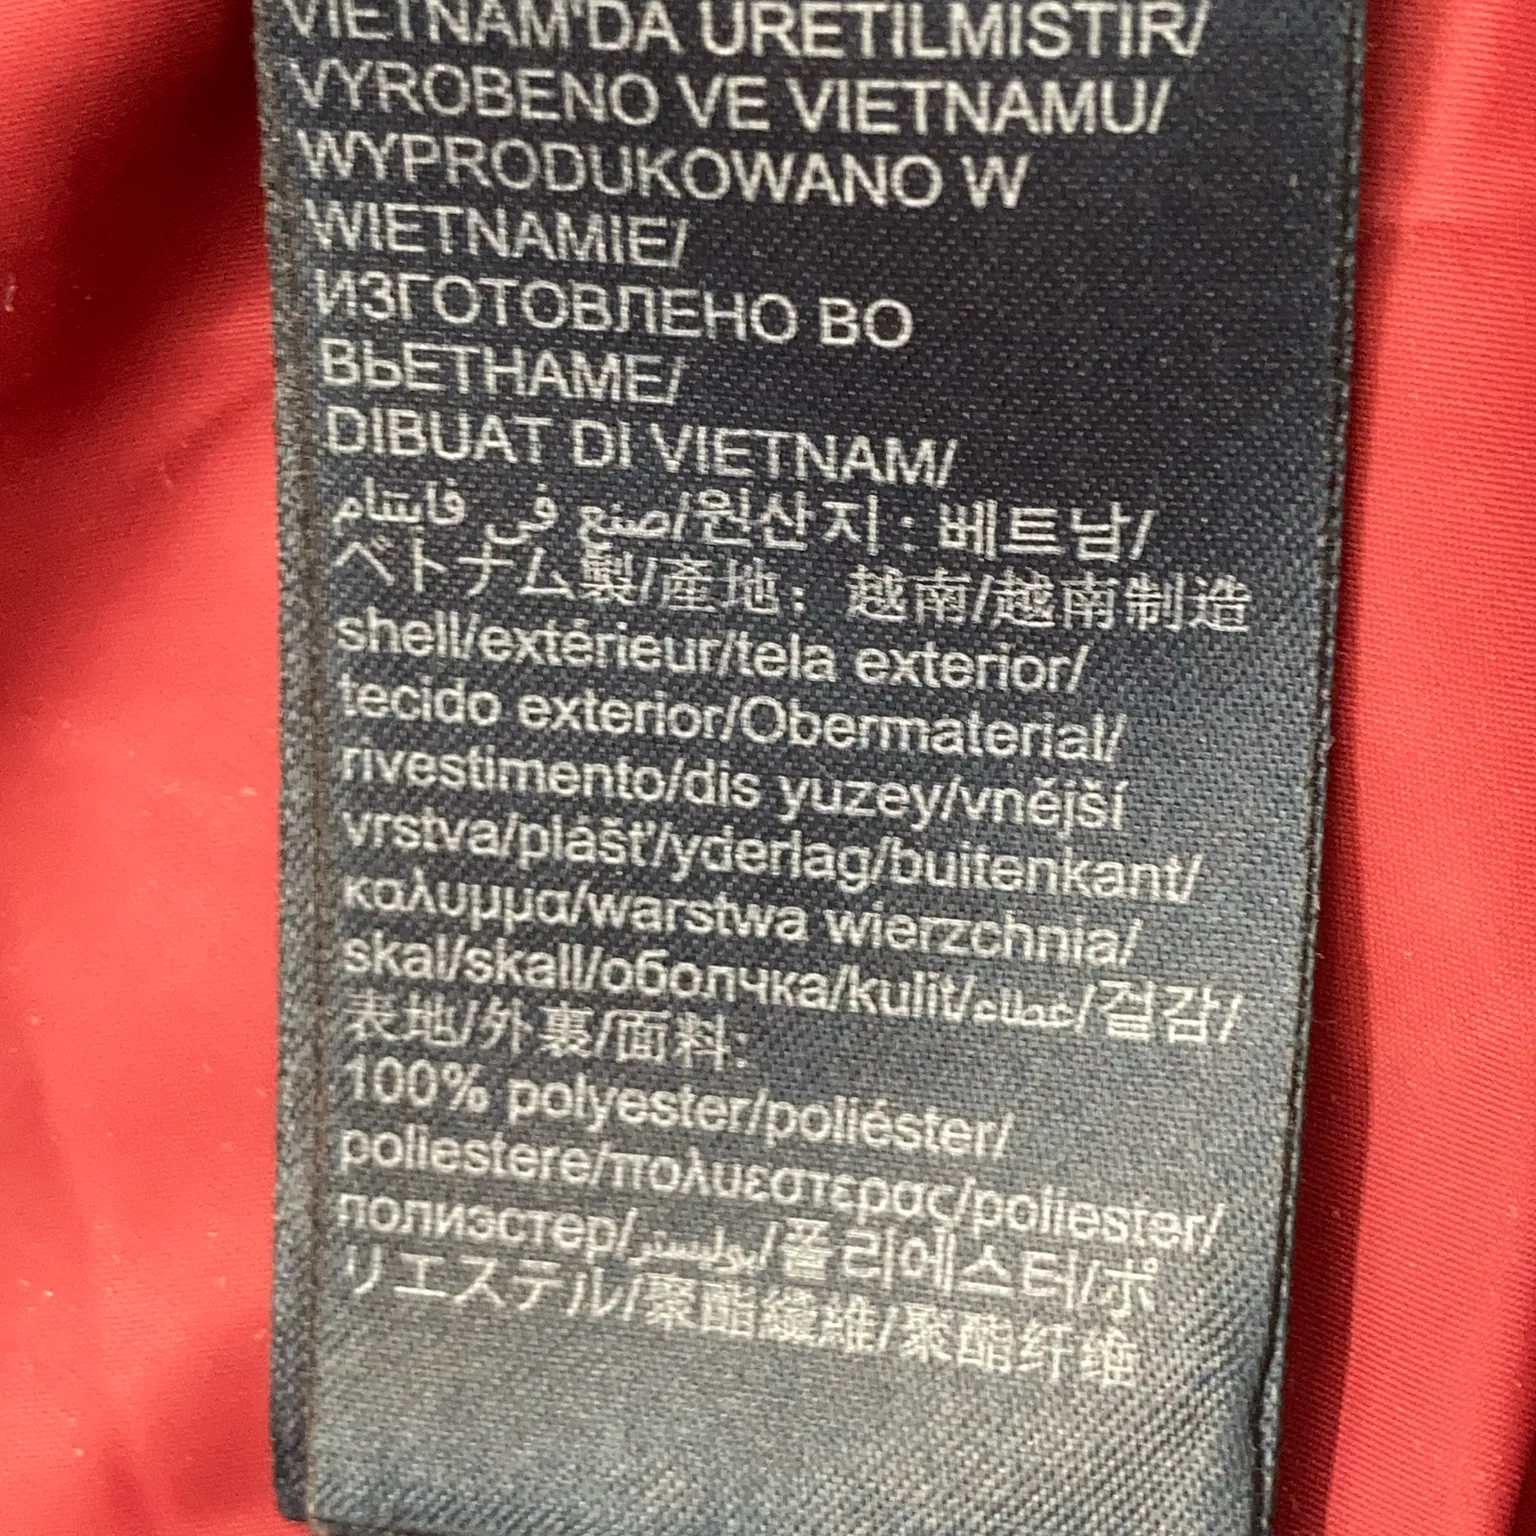 VIETNAM'DA URETILMISTIR/
VYROBENO VE VIETNAMU/
WYPRODUKOWANO W
WIETNAMIE/
ИЗГОТОВЛЕНО ВО
ВЬЕТНАМЕ/
DIBUAT DI VIETNAM/
صنع في فايتنام/원산지 : 베트남/
ベトナム製/產地：越南/越南制造
shell/extérieur/tela exterior/
tecido exterior/Obermaterial/
rivestimento/dis yuzey/vnější
vrstva/plášť/yderlag/buitenkant/
καλυμμα/warstwa wierzchnia/
skal/skall/оболчка/kulit/غطاء/겉감/
表地/外裏/面料:
100% polyester/poliéster/
poliestere/πολυεστερας/poliester/
полиэстер/بوليستر/폴리에스터/ポ
リエステル/聚酯纖維/聚酯纤维